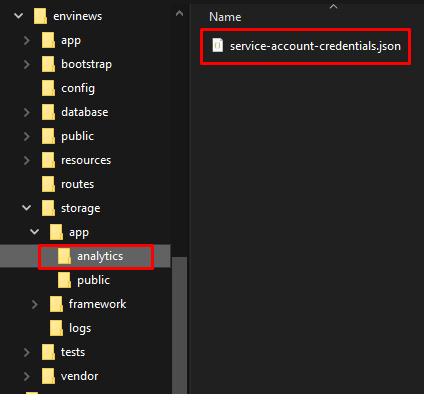 envinews
app
bootstrap
config
database
public
resources
routes
storage
app
analytics
public
framework
logs
tests
vendor
Name
service-account-credentials.json